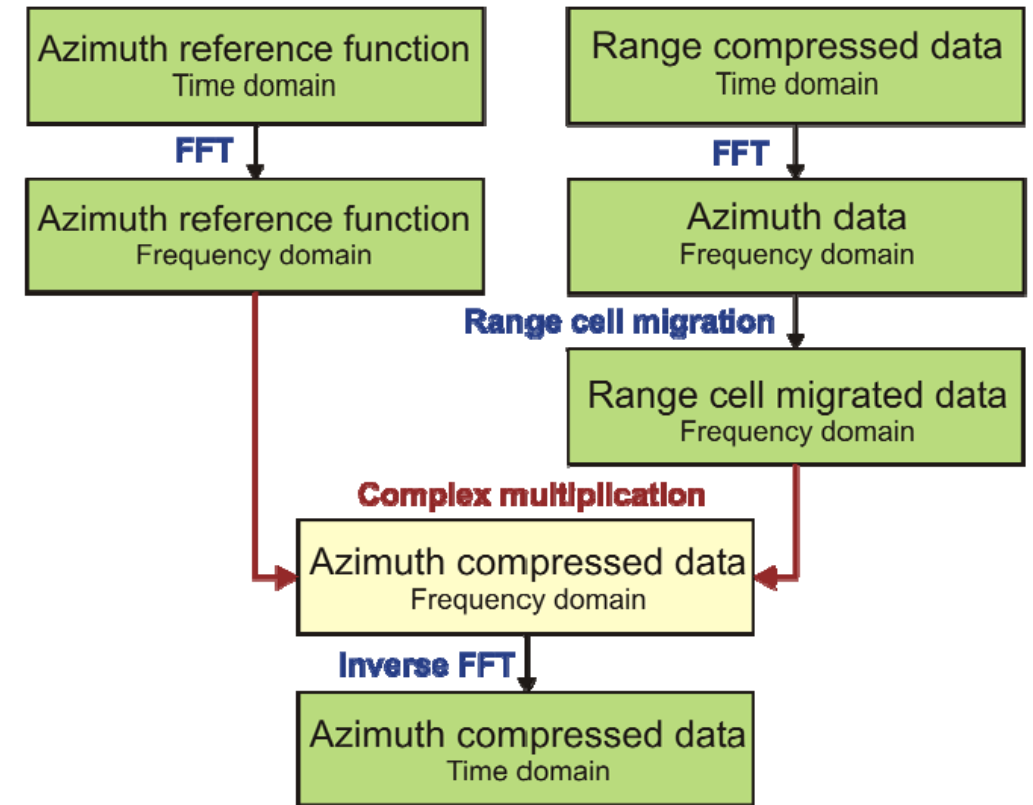 Azimuth reference function
Time domain
Range compressed data
Time domain
FFT
FFT
Azimuth reference function
Frequency domain
Azimuth data
Frequency domain
Range cell migration
Range cell migrated data
Frequency domain
Complex multiplication
Azimuth compressed data
Frequency domain
Inverse FFT
Azimuth compressed data
Time domain